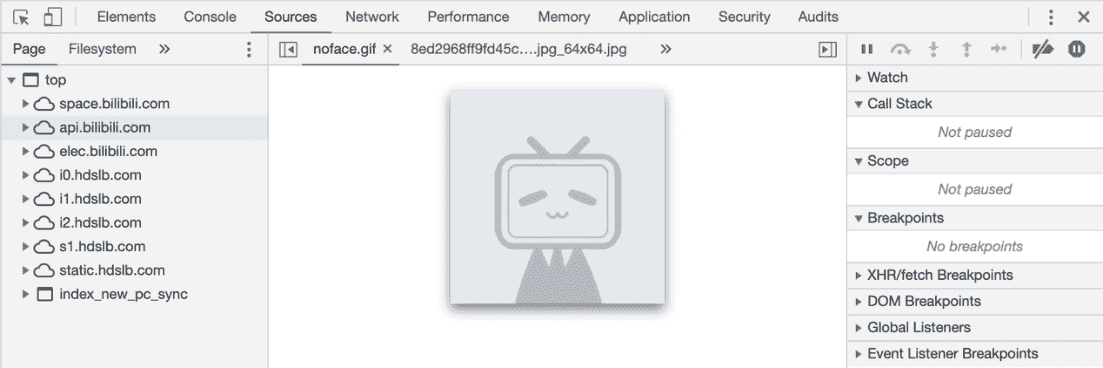 Elements Console Sources Network Performance Memory Application Security Audits
Page Filesystem
noface.gif 8ed2968ff9fd45c….jpg_64x64.jpg
top
space.bilibili.com
api.bilibili.com
elec.bilibili.com
i0.hdslb.com
i1.hdslb.com
i2.hdslb.com
s1.hdslb.com
static.hdslb.com
index_new_pc_sync
Watch
Call Stack
Not paused
Scope
Not paused
Breakpoints
No breakpoints
XHR/fetch Breakpoints
DOM Breakpoints
Global Listeners
Event Listener Breakpoints